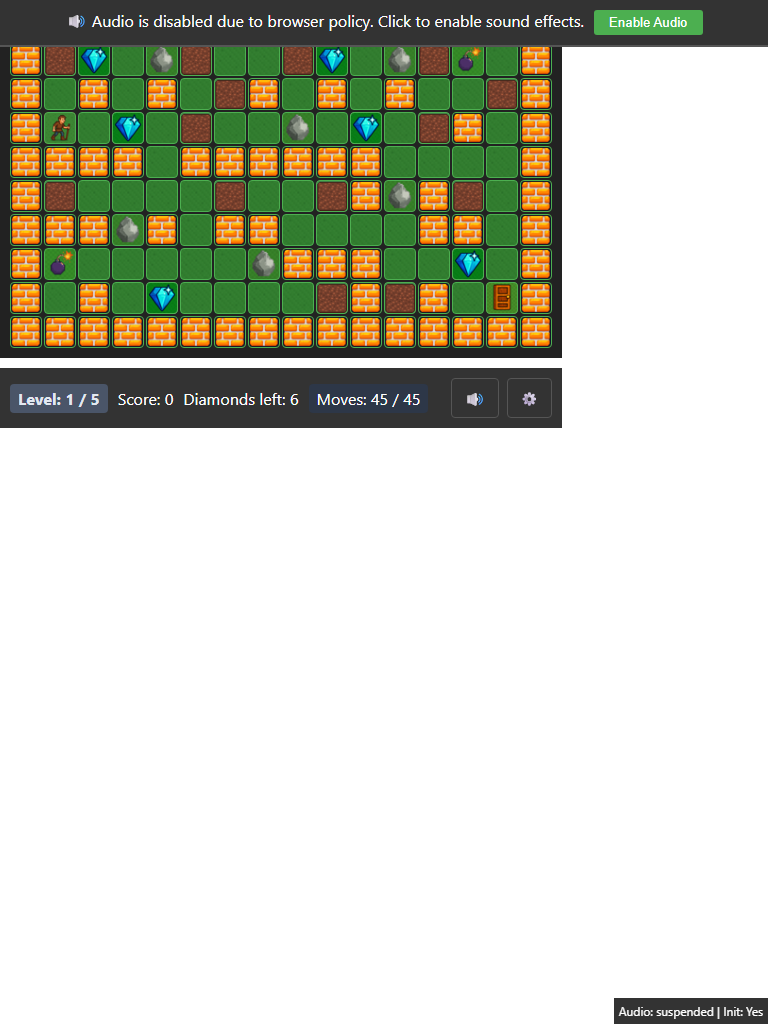 Audio is disabled due to browser policy. Click to enable sound effects.
Enable Audio
Level: 1 / 5
Score: 0
Diamonds left: 6
Moves: 45 / 45
Audio: suspended | Init: Yes